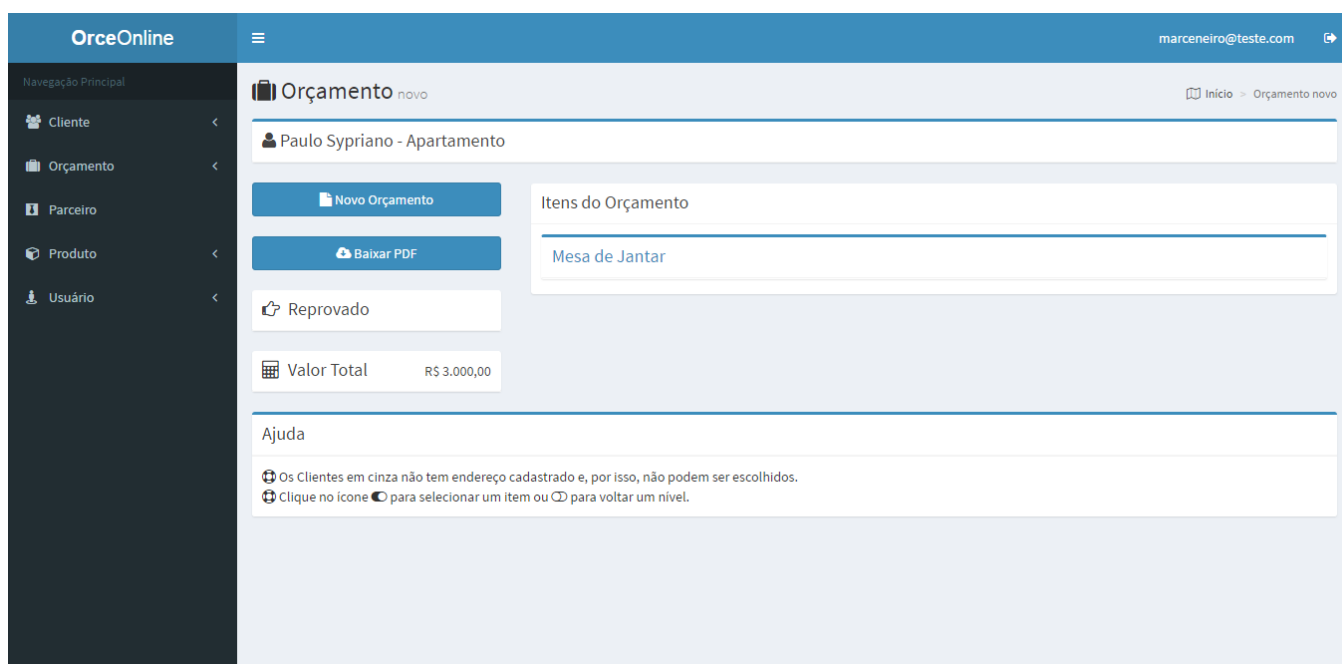 OrceOnline
marceneiro@teste.com
Navegação Principal
Cliente
Orçamento
Parceiro
Produto
Usuário
Orçamento novo
Início > Orçamento novo
Paulo Sypriano - Apartamento
Novo Orçamento
Baixar PDF
Reprovado
Valor Total R$ 3.000,00
Itens do Orçamento
Mesa de Jantar
Ajuda
Os Clientes em cinza não tem endereço cadastrado e, por isso, não podem ser escolhidos.
Clique no ícone para selecionar um item ou para voltar um nível.